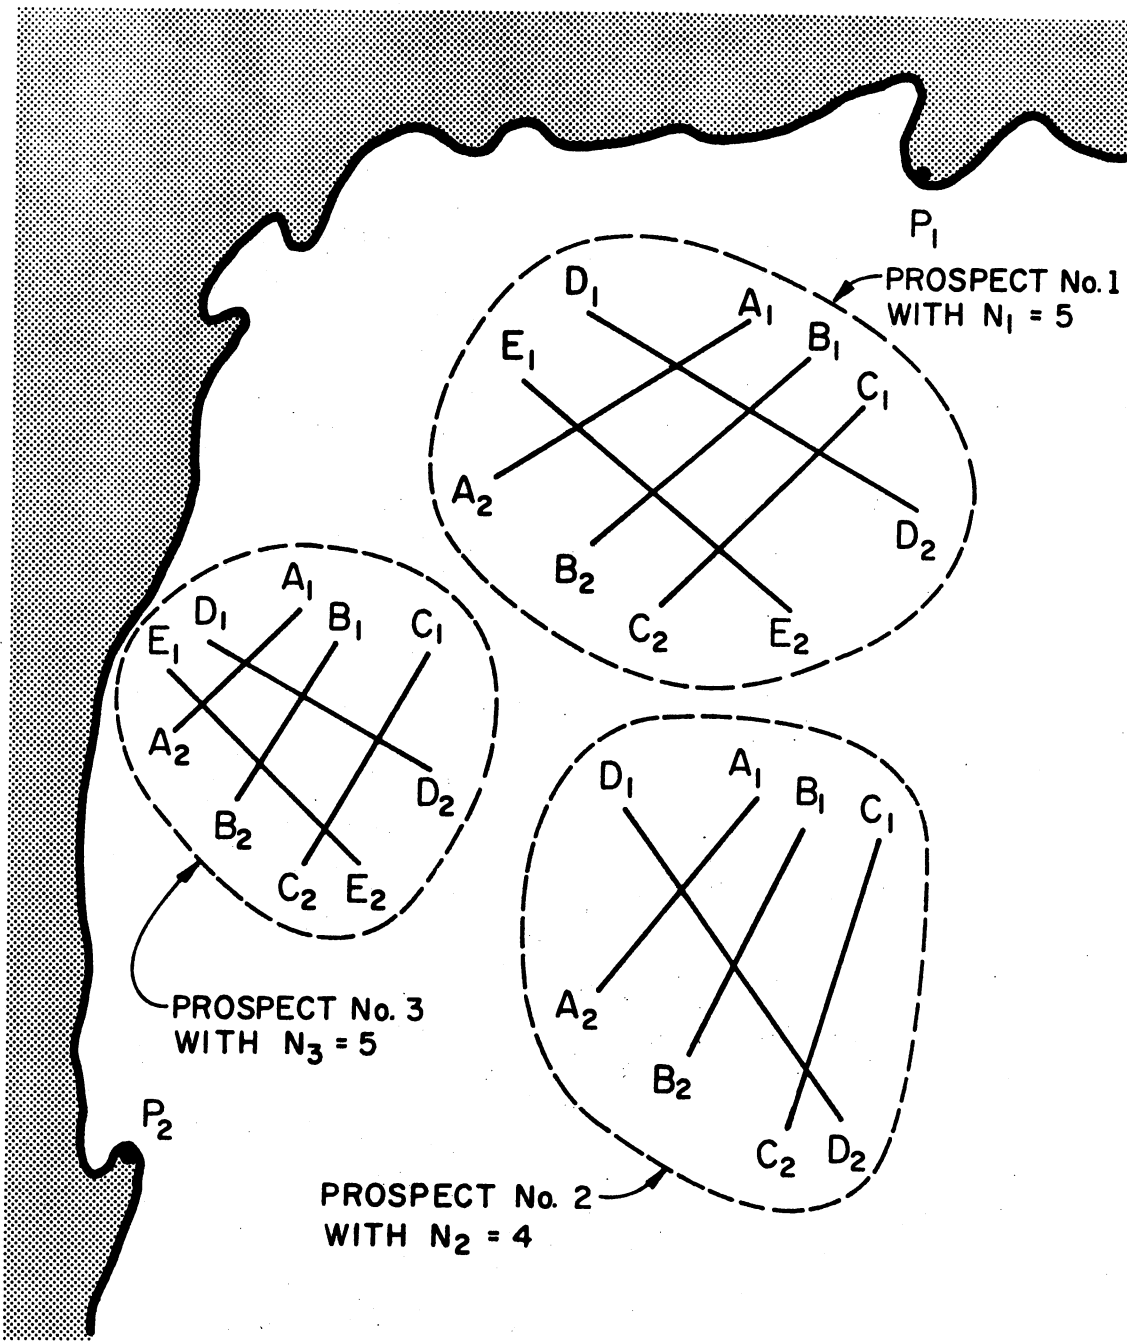 P₁
PROSPECT No. 1
WITH N₁ = 5
D₁
A₁
B₁
E₁
C₁
A₂
D₂
B₂
C₂
E₂
A₁
D₁
B₁
C₁
E₁
A₂
D₂
B₂
C₂
E₂
PROSPECT No. 3
WITH N₃ = 5
D₁
A₁
B₁
C₁
A₂
B₂
C₂
D₂
P₂
PROSPECT No. 2
WITH N₂ = 4